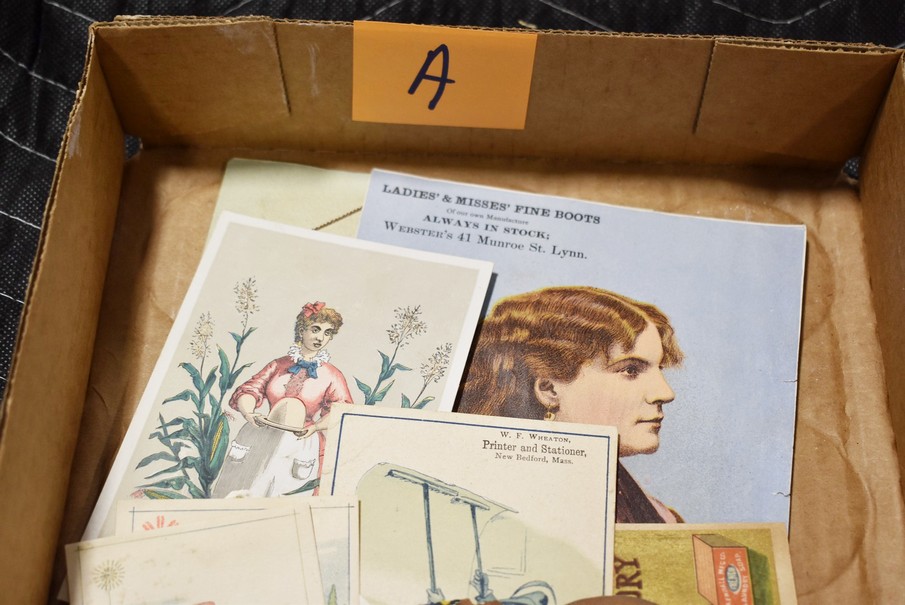 A
LADIES' & MISSES' FINE BOOTS
Of our own Manufacture
ALWAYS IN STOCK;
WEBSTER'S 41 Munroe St. Lynn.
W. F. WHEATON,
Printer and Stationer,
New Bedford, Mass.